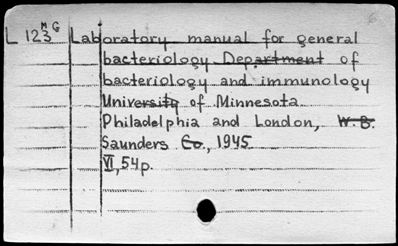 L 123 MG Laboratory manual for general
bacteriology Department of
bacteriology and immunology
University of Minnesota
Philadelphia and London, W. B.
Saunders Co., 1945
VI, 54p.